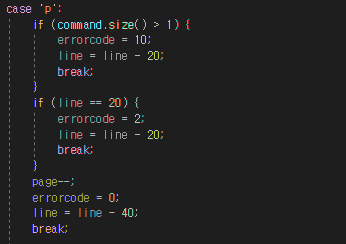 case 'p':
if (command.size() > 1) {
errorcode = 10;
line = line - 20;
break;
}
if (line == 20) {
errorcode = 2;
line = line - 20;
break;
}
page--;
errorcode = 0;
line = line - 40;
break;